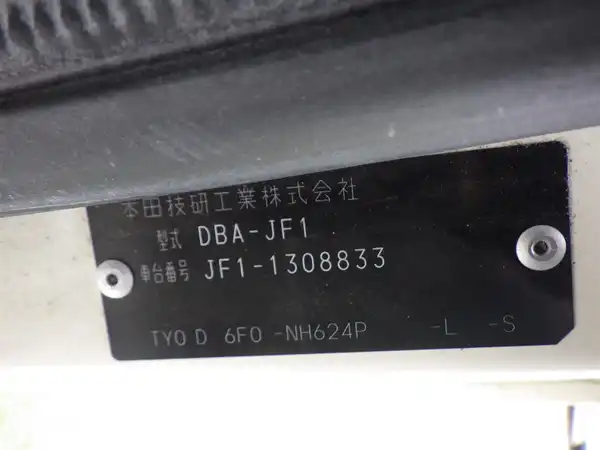 本田技研工業株式会社
型式 DBA-JF1
車台番号 JF1-1308833
TYO D 6F0 -NH624P -L -S